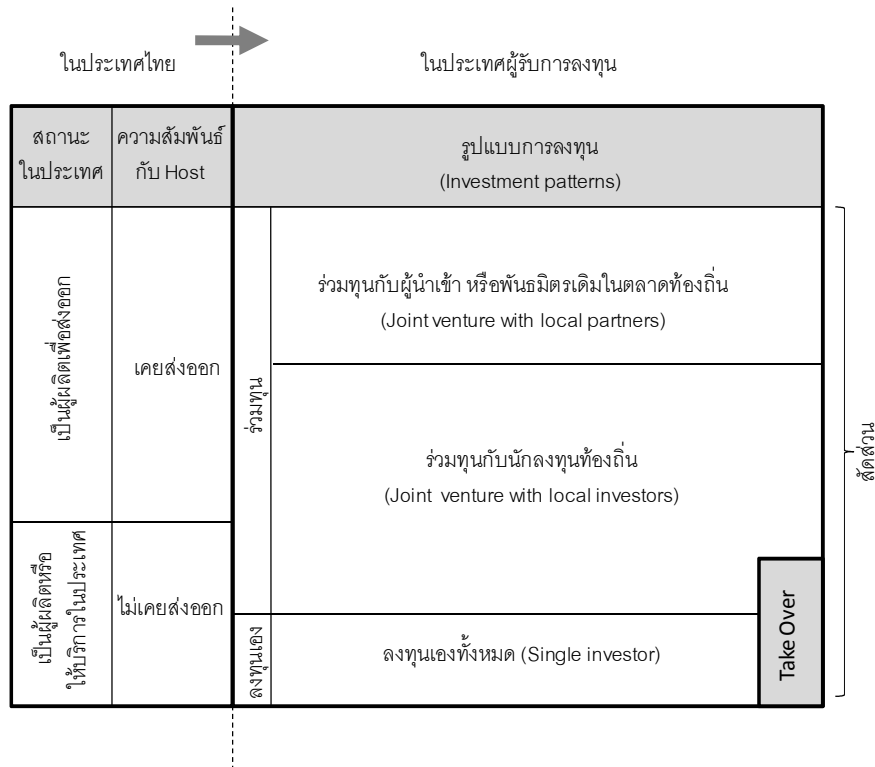 ในประเทศไทย
ในประเทศผู้รับการลงทุน
สถานะ
ในประเทศ
ความสัมพันธ์
กับ Host
รูปแบบการลงทุน
(Investment patterns)
เป็นผู้ผลิตเพื่อส่งออก
เคยส่งออก
ร่วมทุน
ร่วมทุนกับผู้นำเข้า หรือพันธมิตรเดิมในตลาดท้องถิ่น
(Joint venture with local partners)
ร่วมทุนกับนักลงทุนท้องถิ่น
(Joint venture with local investors)
สัดส่วน
เป็นผู้ผลิตหรือ
ให้บริการในประเทศ
ไม่เคยส่งออก
ลงทุนเอง
ลงทุนเองทั้งหมด (Single investor)
Take Over